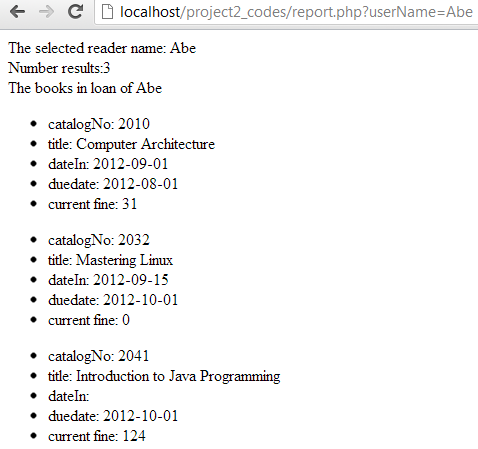 localhost/project2_codes/report.php?userName=Abe
The selected reader name: Abe
Number results:3
The books in loan of Abe
catalogNo: 2010
title: Computer Architecture
dateIn: 2012-09-01
duedate: 2012-08-01
current fine: 31
catalogNo: 2032
title: Mastering Linux
dateIn: 2012-09-15
duedate: 2012-10-01
current fine: 0
catalogNo: 2041
title: Introduction to Java Programming
dateIn:
duedate: 2012-10-01
current fine: 124